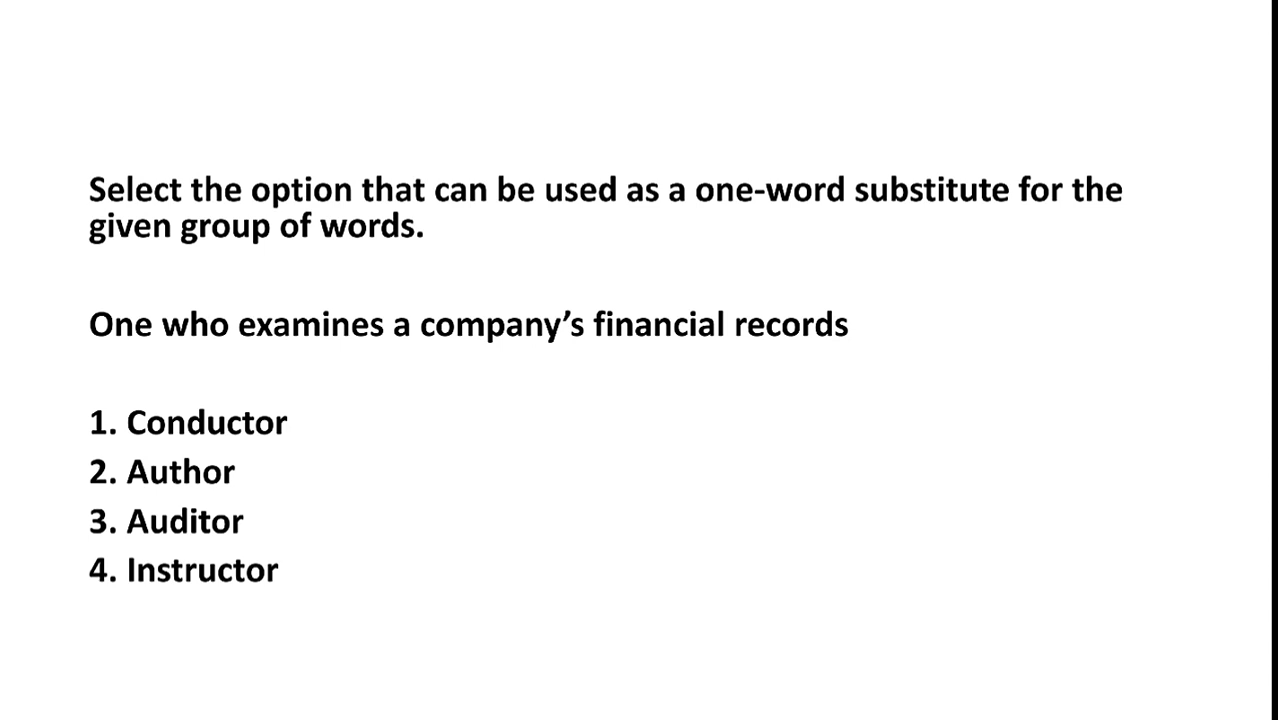 Select the option that can be used as a one-word substitute for the
given group of words.
One who examines a company’s financial records
1. Conductor
2. Author
3. Auditor
4. Instructor